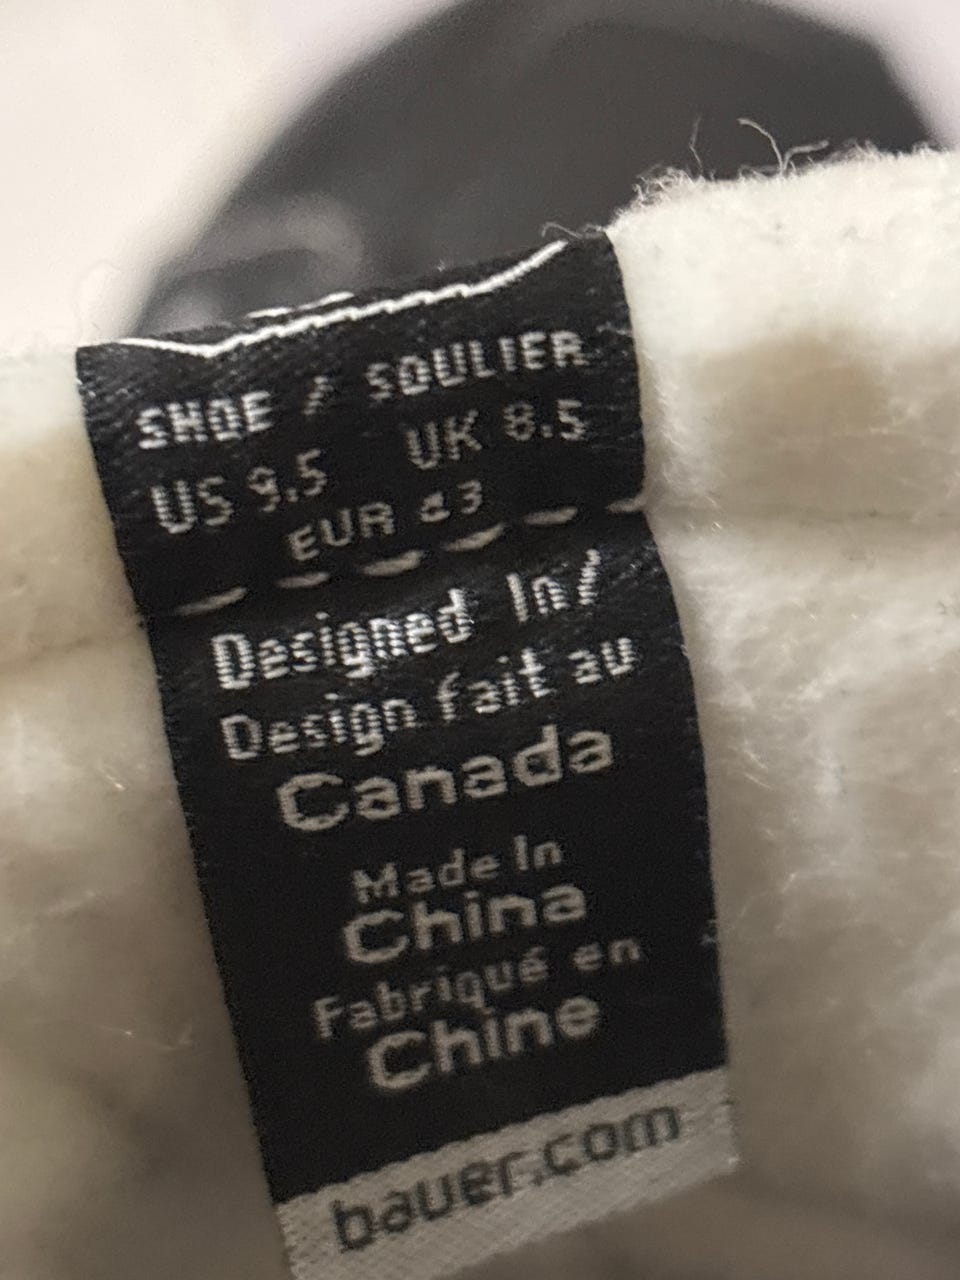 SHOE / SOULIER
US 9.5 UK 8.5
EUR 43
Designed In/
Design fait au
Canada
Made In
China
Fabriqué en
Chine
bauer.com